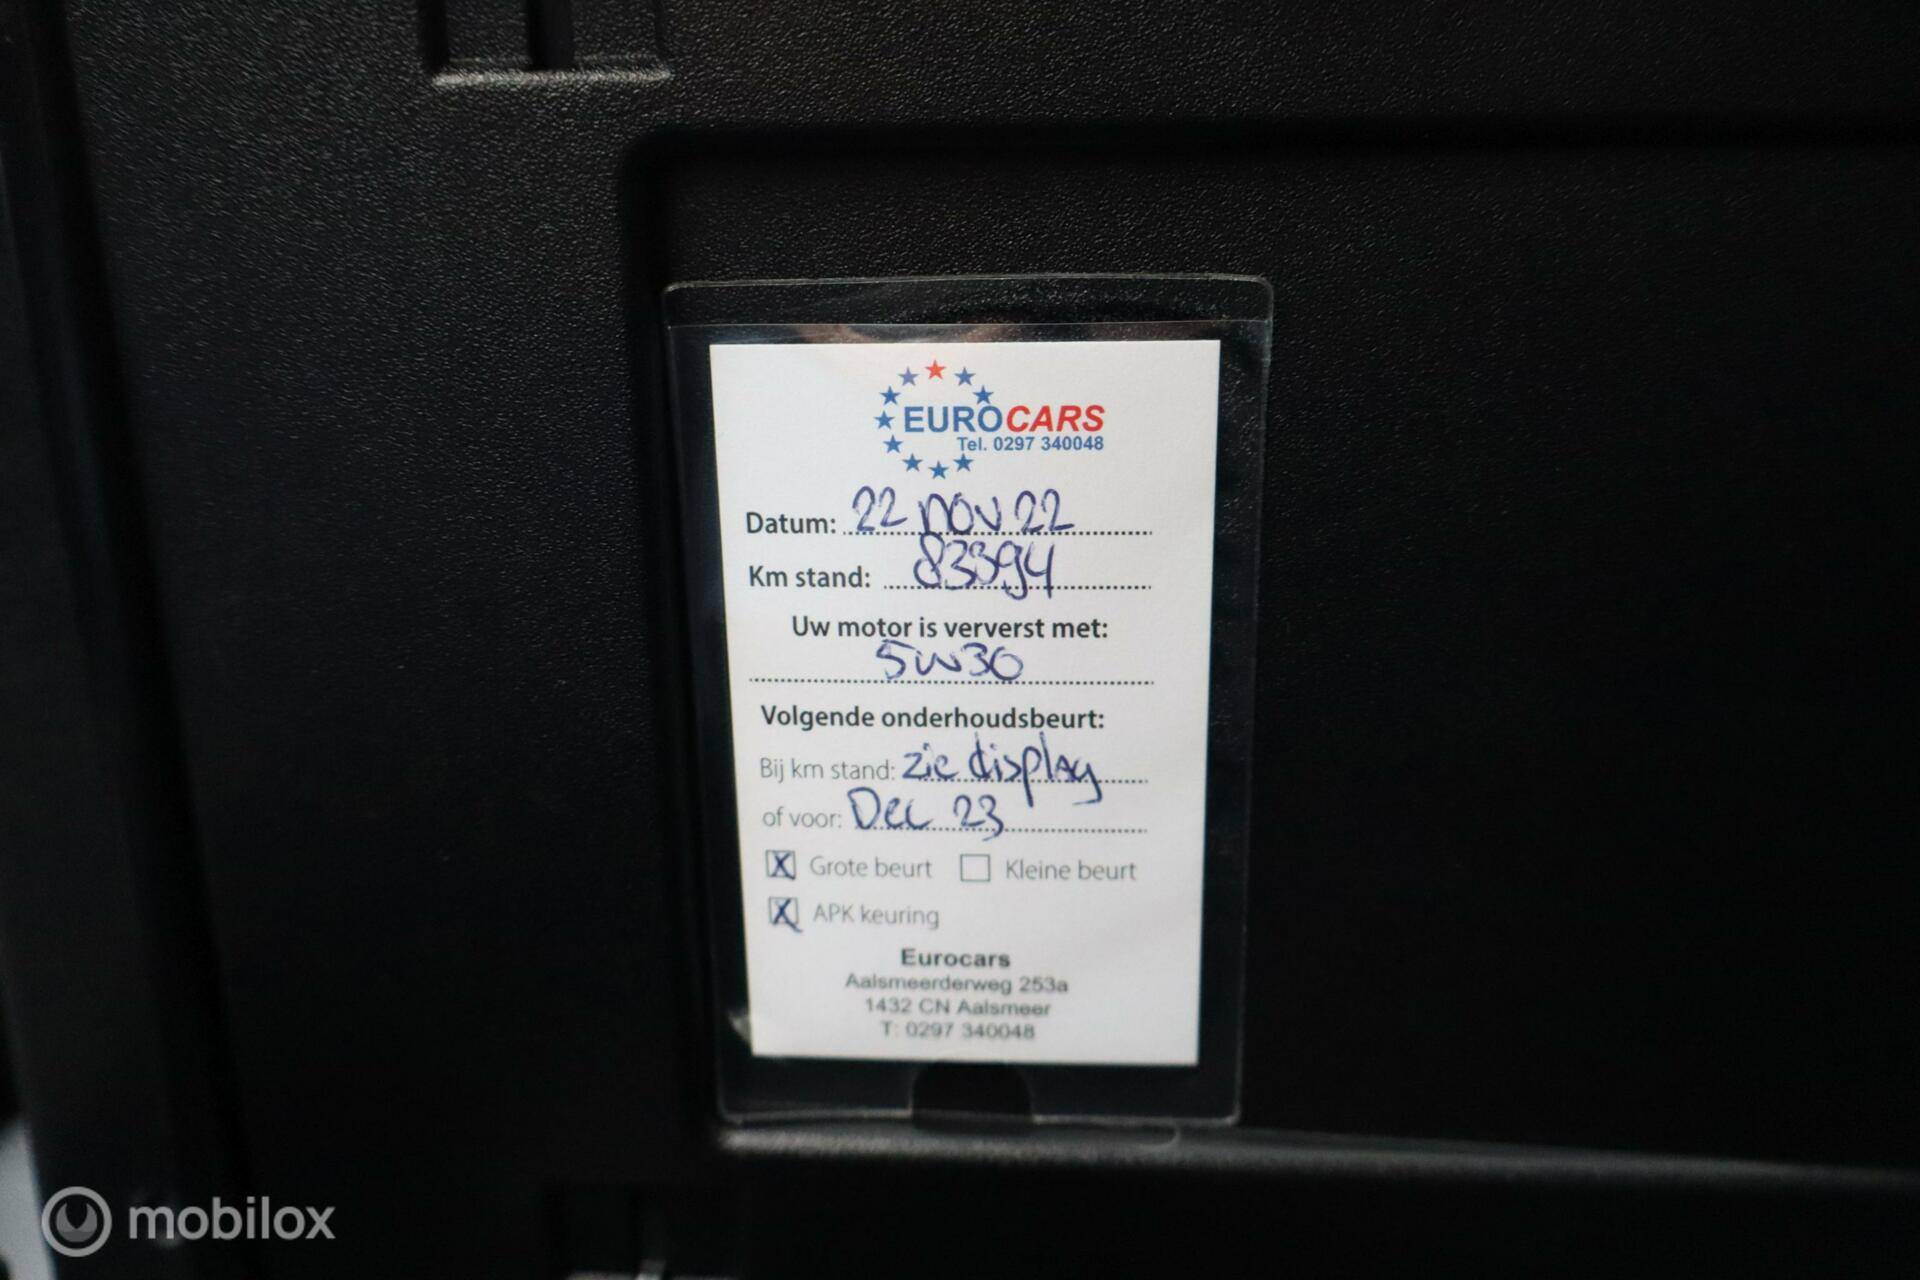 EUROCARS
Tel. 0297 340048
Datum: 22 nov 22
Km stand: 83394
Uw motor is ververst met:
5w30
Volgende onderhoudsbeurt:
Bij km stand: zie display
of voor: Dec 23
X Grote beurt Kleine beurt
X APK keuring
Eurocars
Aalsmeerderweg 253a
1432 CN Aalsmeer
T: 0297 340048
mobilox